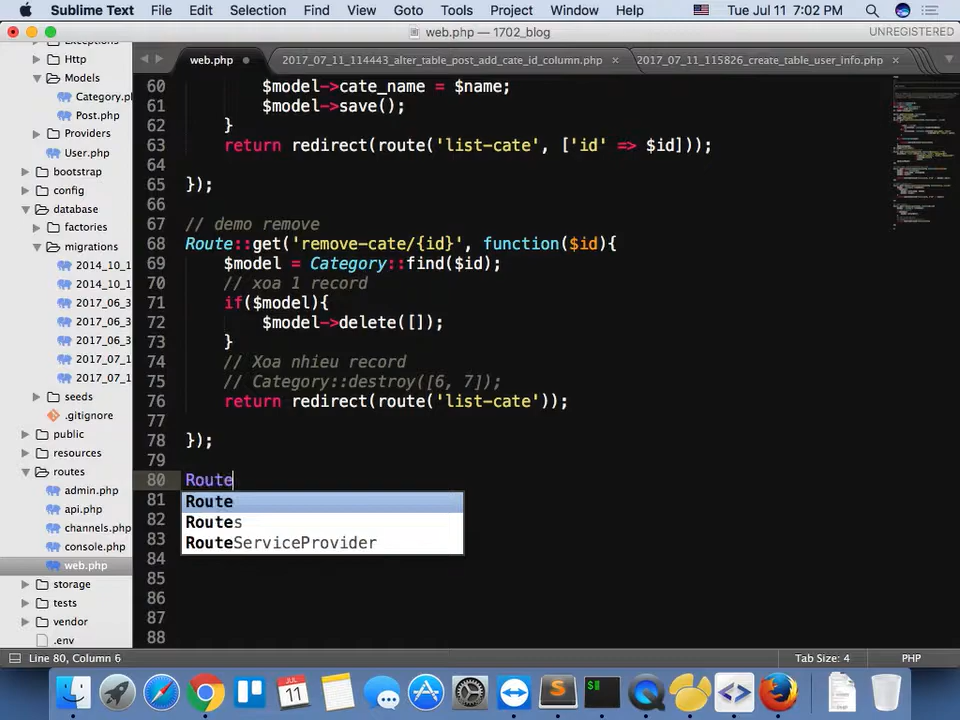 Sublime Text File Edit Selection Find View Goto Tools Project Window Help Tue Jul 11 7:02 PM
web.php — 1702_blog UNREGISTERED
web.php 2017_07_11_114443_alter_table_post_add_cate_id_column.php × 2017_07_11_115826_create_table_user_info.php ×
Http
Models
Category.p
Post.php
Providers
User.php
bootstrap
config
database
factories
migrations
2014_10_1
2014_10_1
2017_06_3
2017_06_3
2017_06_3
2017_07_1
2017_07_1
seeds
.gitignore
public
resources
routes
admin.php
api.php
channels.php
console.php
web.php
storage
tests
vendor
.env
60 $model->cate_name = $name;
61 $model->save();
62 }
63 return redirect(route('list-cate', ['id' => $id]));
64
65 });
66
67 // demo remove
68 Route::get('remove-cate/{id}', function($id){
69 $model = Category::find($id);
70 // xoa 1 record
71 if($model){
72 $model->delete([]);
73 }
74 // Xoa nhieu record
75 // Category::destroy([6, 7]);
76 return redirect(route('list-cate'));
77
78 });
79
80 Route
81 Route
82 Routes
83 RouteServiceProvider
84
85
86
87
88
Line 80, Column 6 Tab Size: 4 PHP
JUL
11